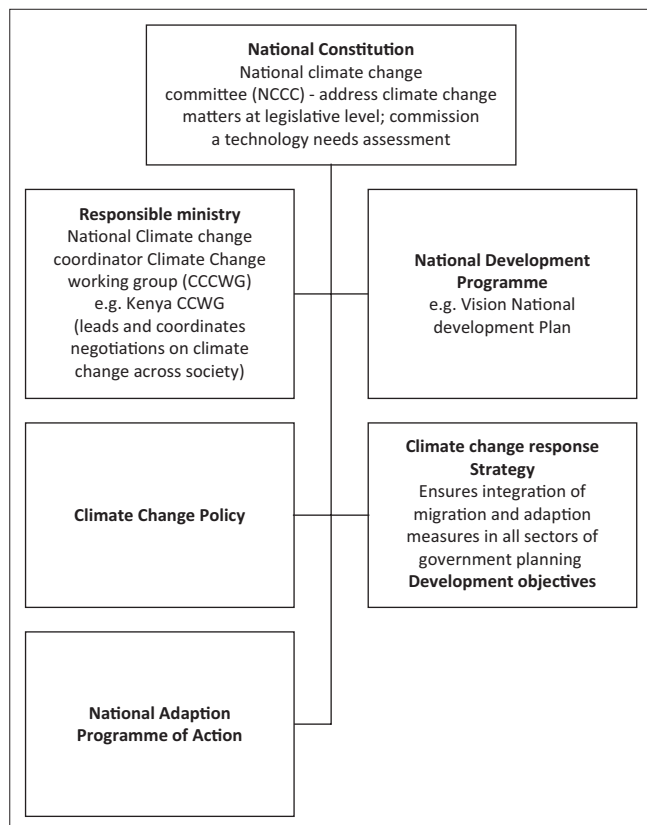 National Constitution
National climate change
committee (NCCC) - address climate change
matters at legislative level; commission
a technology needs assessment
Responsible ministry
National Climate change
coordinator Climate Change
working group (CCCWG)
e.g. Kenya CCWG
(leads and coordinates
negotiations on climate
change across society)
National Development
Programme
e.g. Vision National
development Plan
Climate Change Policy
Climate change response
Strategy
Ensures integration of
migration and adaption
measures in all sectors of
government planning
Development objectives
National Adaption
Programme of Action